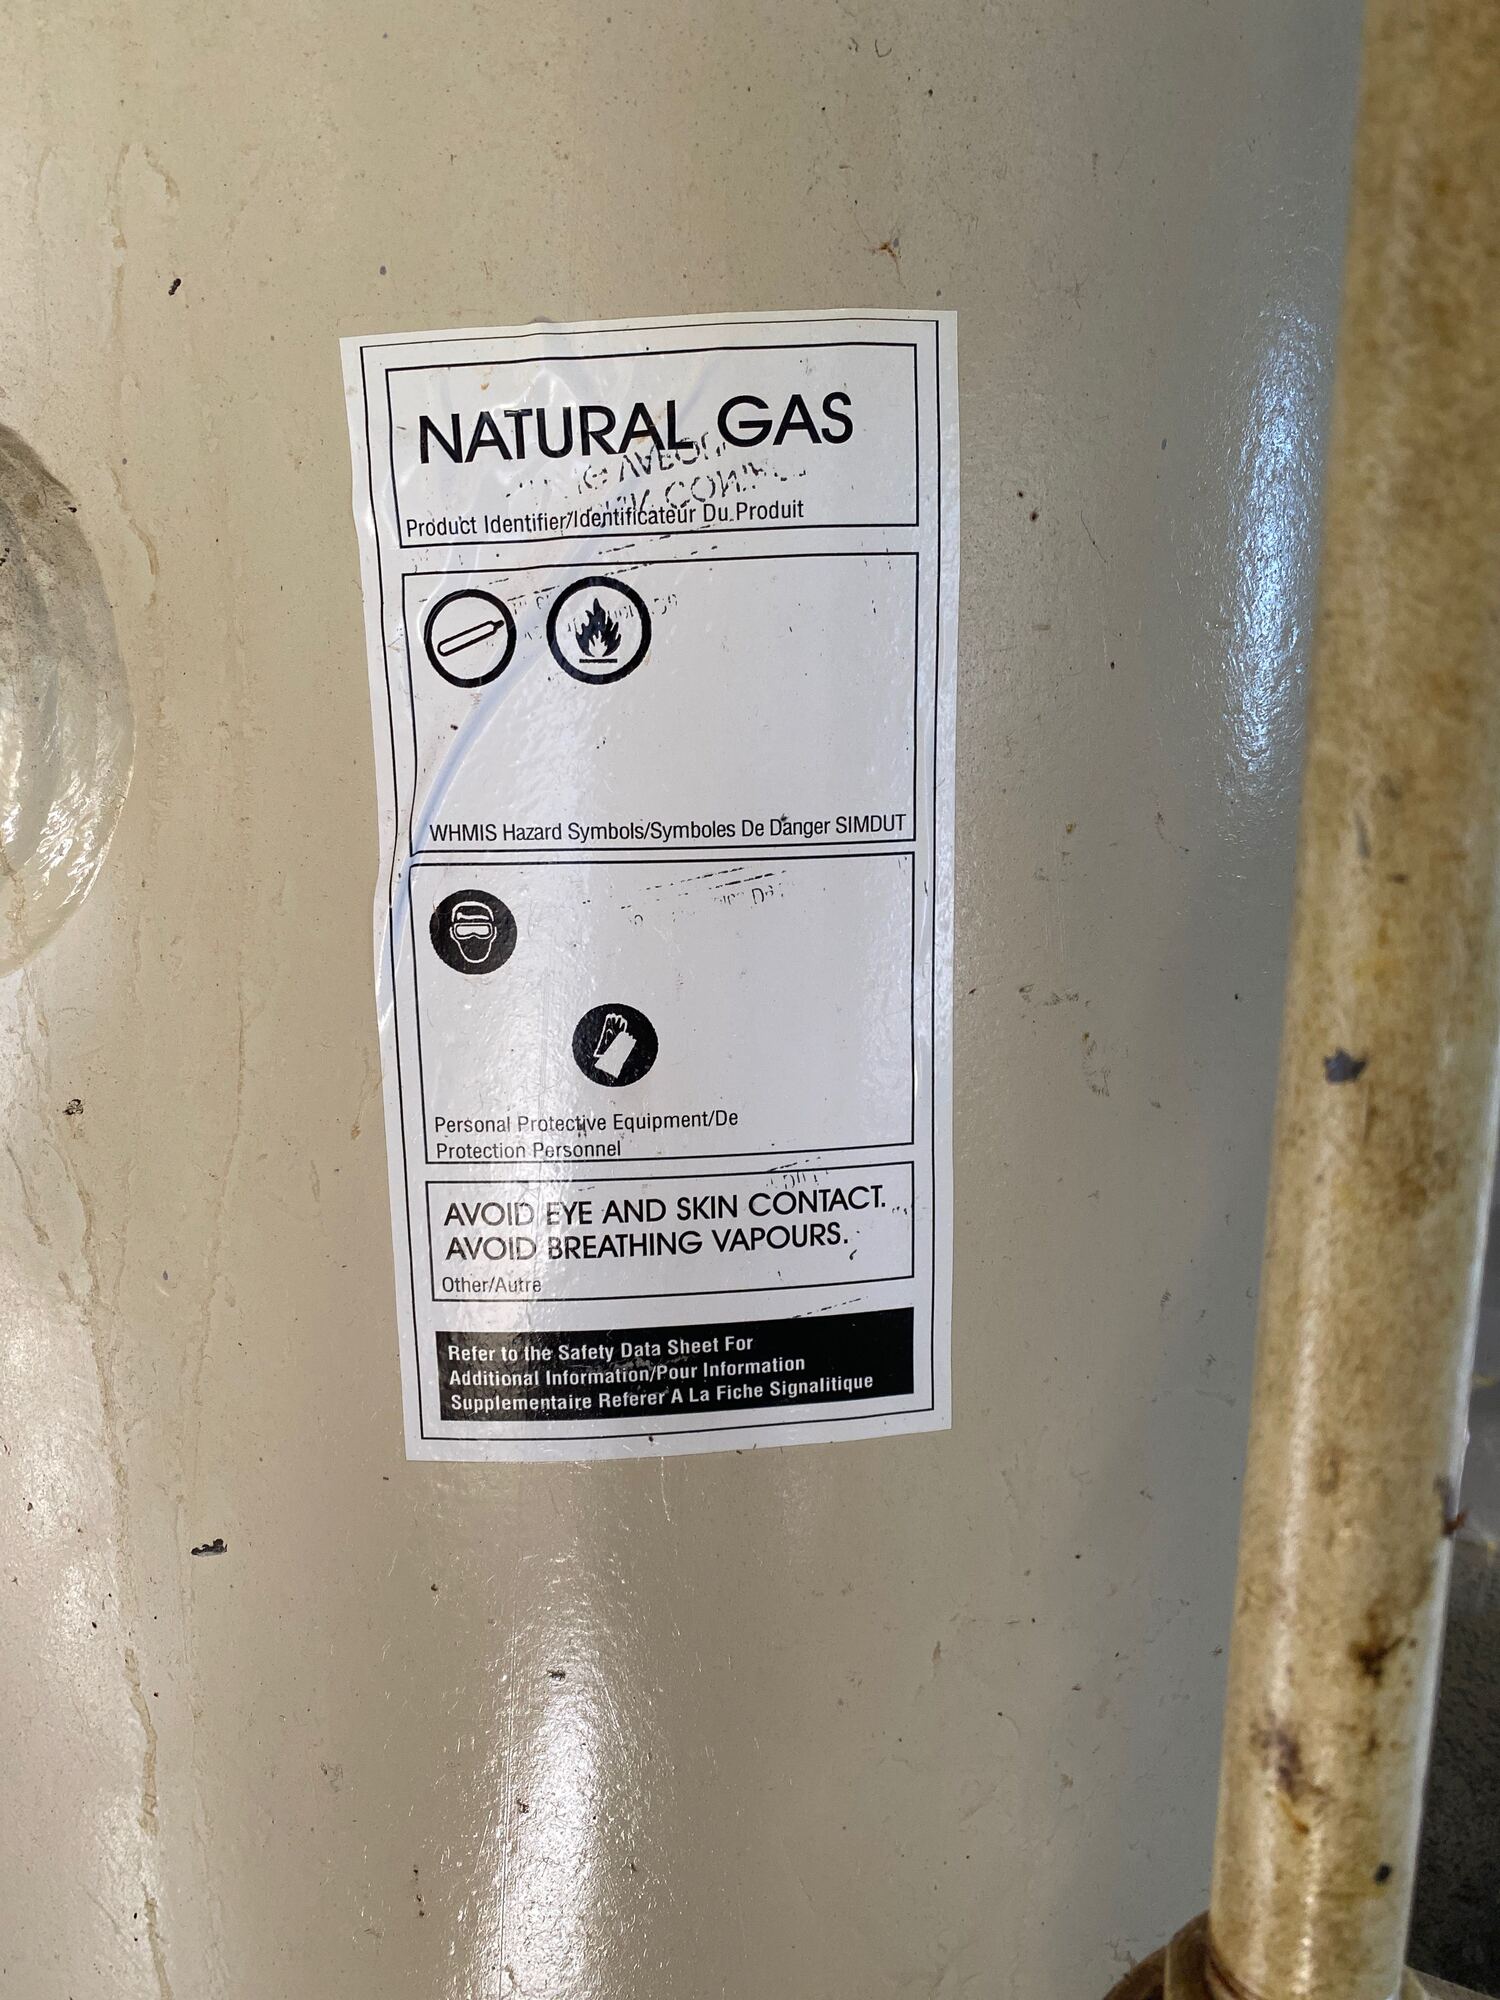 NATURAL GAS
Product Identifier/Identificateur Du Produit
WHMIS Hazard Symbols/Symboles De Danger SIMDUT
Personal Protective Equipment/De
Protection Personnel
AVOID EYE AND SKIN CONTACT.
AVOID BREATHING VAPOURS.
Other/Autre
Refer to the Safety Data Sheet For
Additional Information/Pour Information
Supplementaire Referer A La Fiche Signalitique